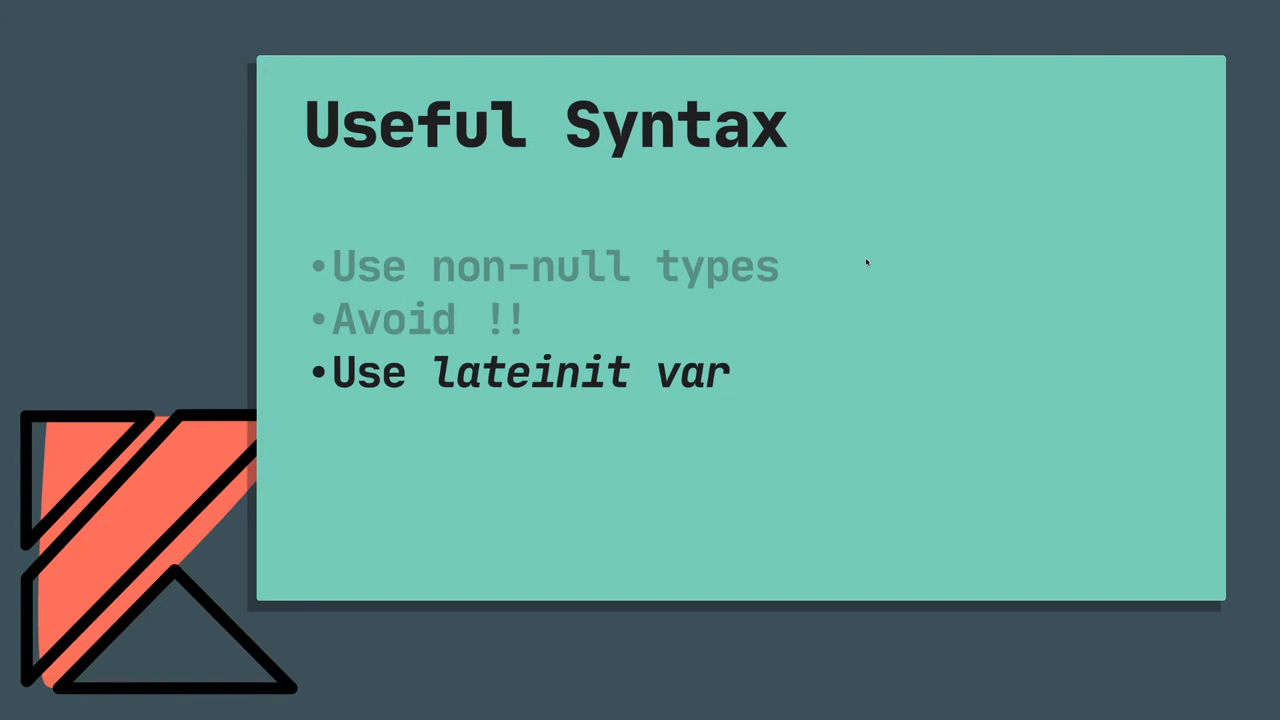 Useful Syntax
•Use non-null types
•Avoid !!
•Use lateinit var